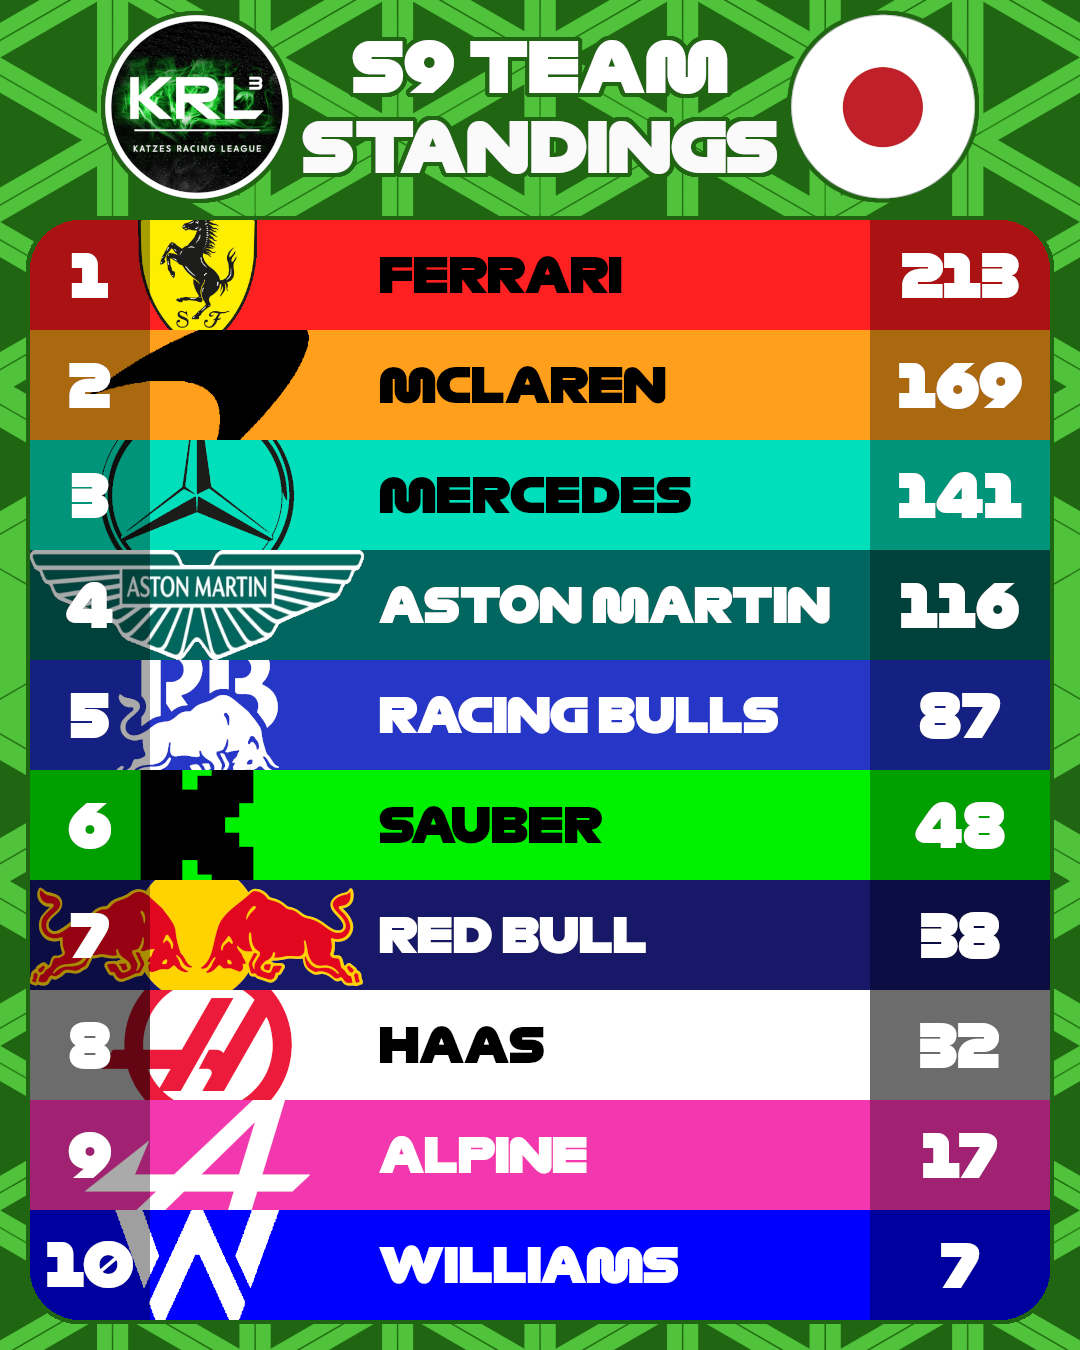 KRL3
KATZES RACING LEAGUE
S9 TEAM
STANDINGS
1 S F FERRARI 213
2 MCLAREN 169
3 MERCEDES 141
4 ASTON MARTIN ASTON MARTIN 116
5 RB RACING BULLS 87
6 K SAUBER 48
7 RED BULL 38
8 H HAAS 32
9 A ALPINE 17
10 W WILLIAMS 7